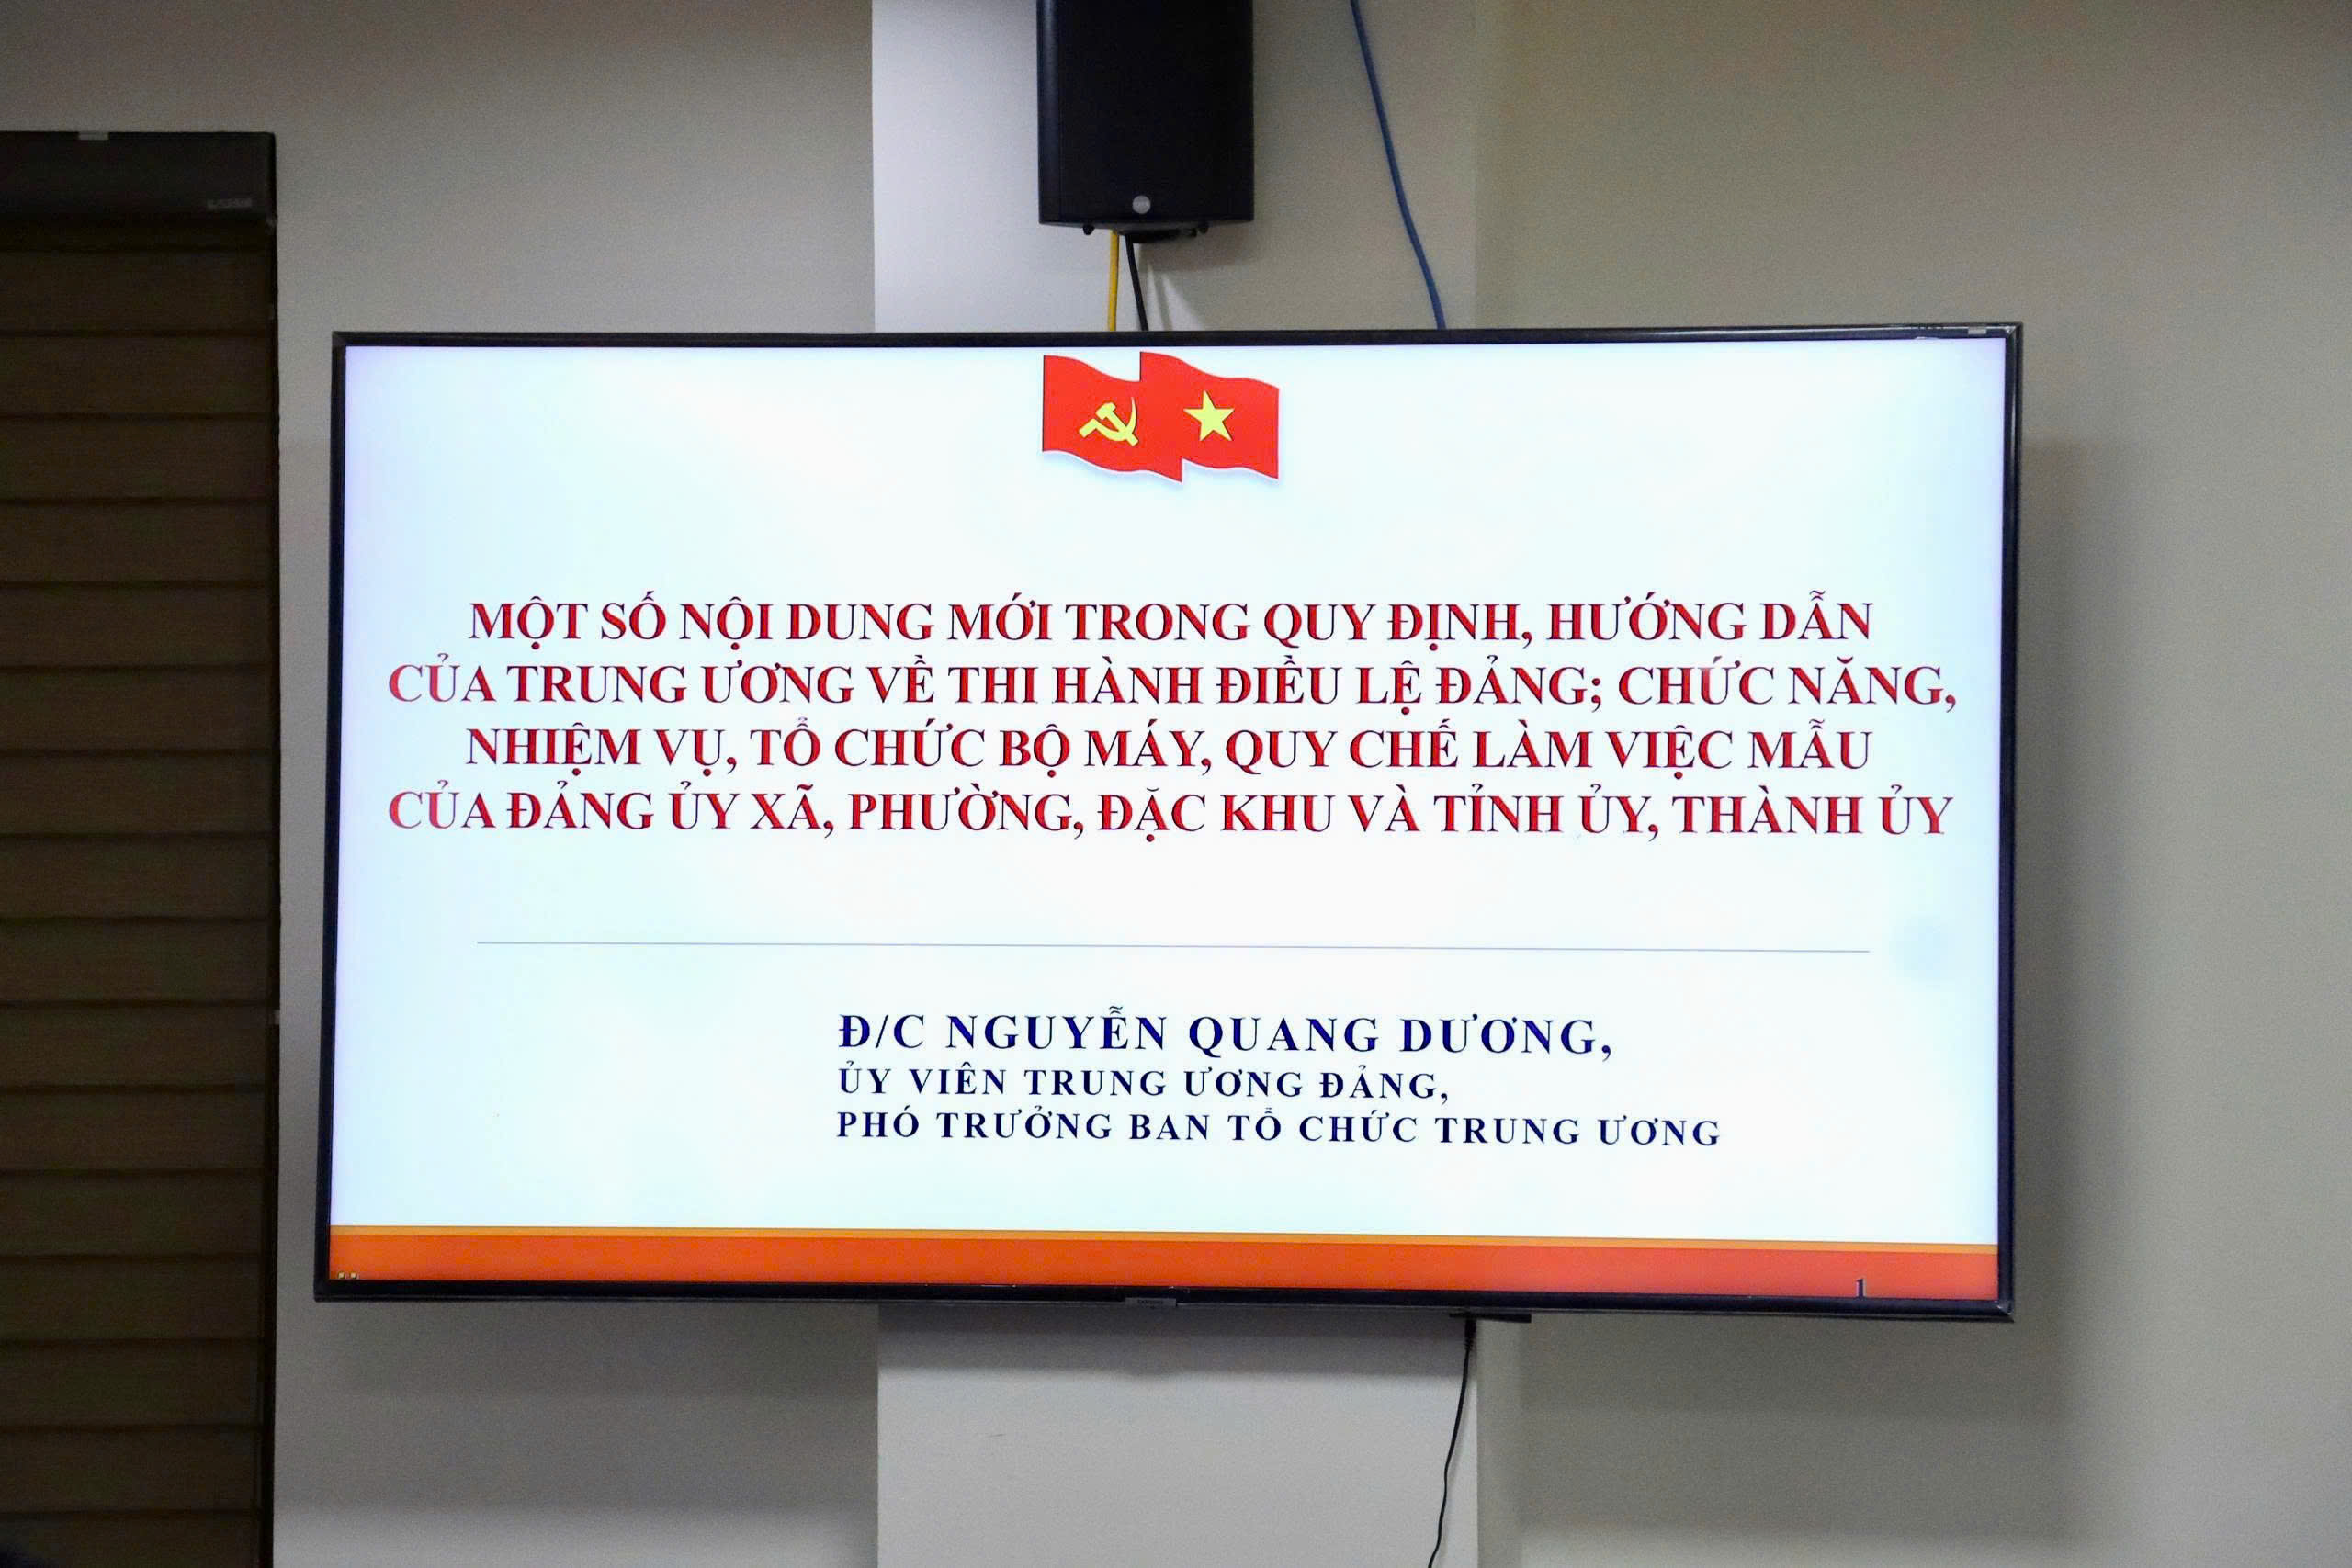 MỘT SỐ NỘI DUNG MỚI TRONG QUY ĐỊNH, HƯỚNG DẪN
CỦA TRUNG ƯƠNG VỀ THI HÀNH ĐIỀU LỆ ĐẢNG; CHỨC NĂNG,
NHIỆM VỤ, TỔ CHỨC BỘ MÁY, QUY CHẾ LÀM VIỆC MẪU
CỦA ĐẢNG ỦY XÃ, PHƯỜNG, ĐẶC KHU VÀ TỈNH ỦY, THÀNH ỦY
Đ/C NGUYỄN QUANG DƯƠNG,
ỦY VIÊN TRUNG ƯƠNG ĐẢNG,
PHÓ TRƯỞNG BAN TỔ CHỨC TRUNG ƯƠNG
1